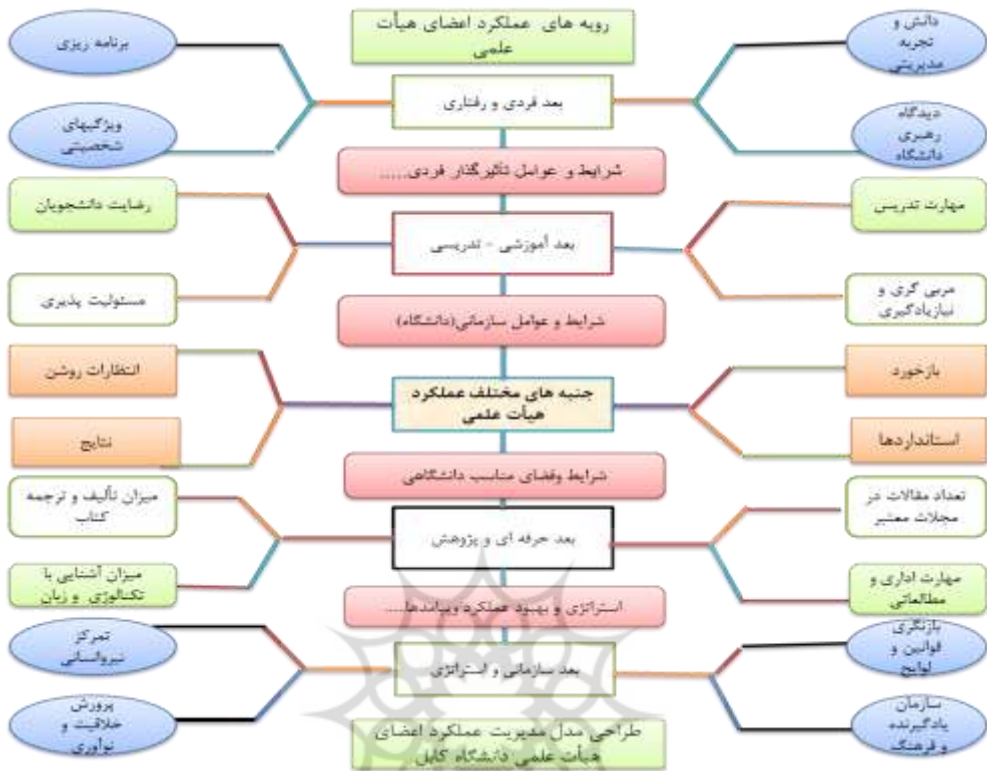 رویه های عملکرد اعضای هیأت
علمی
دانش و
تجربه
مدیریتی
برنامه ریزی
بعد فردی و رفتاری
دیدگاه
رهبری
دانشگاه
ویژگیهای
شخصیتی
شرایط و عوامل تأثیرگذار فردی.....
مهارت تدریس
رضایت دانشجویان
بعد آموزشی - تدریسی
مربی گری و
نیازیادگیری
مسئولیت پذیری
شرایط و عوامل سازمانی(دانشگاه)
بازخورد
انتظارات روشن
جنبه های مختلف عملکرد
هیأت علمی
استانداردها
نتایج
شرایط وفضای مناسب دانشگاهی
تعداد مقالات در
مجلات معتبر
میزان تألیف و ترجمه
کتاب
بعد حرفه ای و پژوهش
مهارت اداری و
مطالعاتی
میزان آشنایی با
تکنالوژی و زبان
استراتژی و بهبود عملکرد وپیامدها....
بازنگری
قوانین و
لوایح
تمرکز
نیروانسانی
بعد سازمانی و استراتژی
سازمان
یادگیرنده
و فرهنگ
پرورش
خلاقیت و
نوآوری
طراحی مدل مدیریت عملکرد اعضای
هیأت علمی دانشگاه کابل